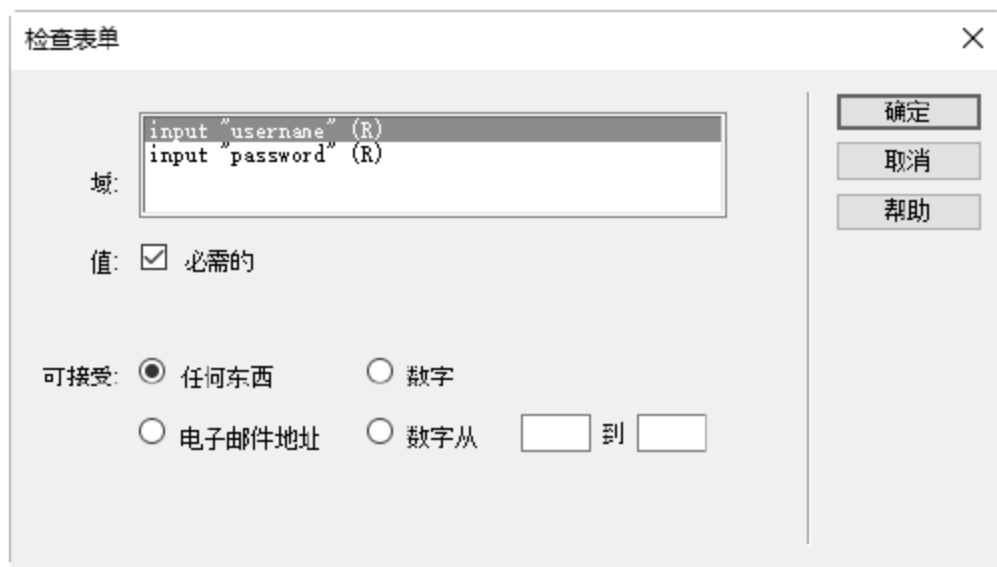 检查表单
input "username" (R)
input "password" (R)
域:
值: 必需的
可接受: 任何东西 数字
电子邮件地址 数字从 到
确定
取消
帮助